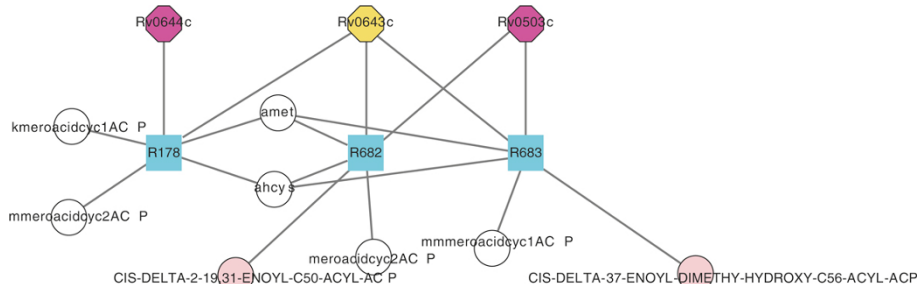 Rv0644c
Rv0643c
Rv0503c
amet
kmeroacidcyc1AC P
R178
R682
R683
ahcys
mmeroacidcyc2AC P
mmmeroacidcyc1AC P
meroacidcyc2AC P
CIS-DELTA-2-19,31-ENOYL-C50-ACYL-AC P
CIS-DELTA-37-ENOYL-DIMETHY-HYDROXY-C56-ACYL-ACP